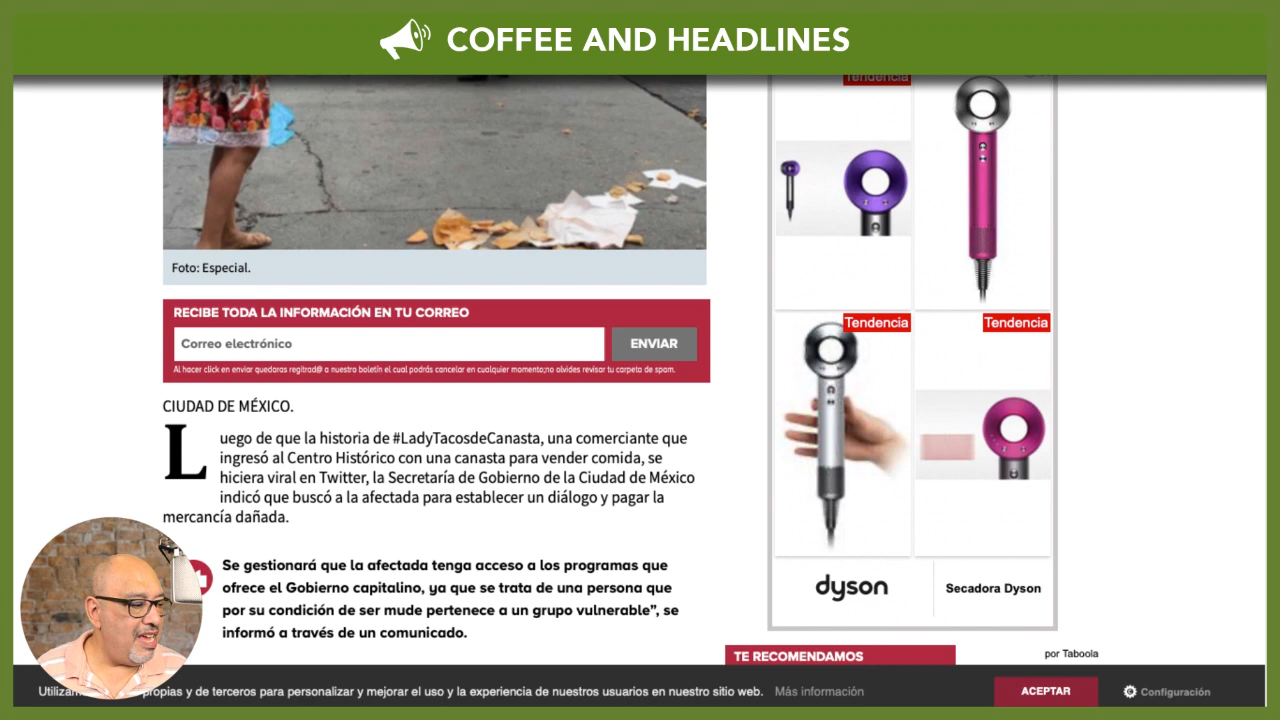 COFFEE AND HEADLINES
Tendencia
Foto: Especial.
RECIBE TODA LA INFORMACIÓN EN TU CORREO
Correo electrónico
ENVIAR
Al hacer click en enviar quedaras regitrad@ a nuestro boletín el cual podrás cancelar en cualquier momento;no olvides revisar tu carpeta de spam.
CIUDAD DE MÉXICO.
Luego de que la historia de #LadyTacosdeCanasta, una comerciante que
ingresó al Centro Histórico con una canasta para vender comida, se
hiciera viral en Twitter, la Secretaría de Gobierno de la Ciudad de México
indicó que buscó a la afectada para establecer un diálogo y pagar la
mercancía dañada.
Se gestionará que la afectada tenga acceso a los programas que
ofrece el Gobierno capitalino, ya que se trata de una persona que
por su condición de ser mude pertenece a un grupo vulnerable”, se
informó a través de un comunicado.
Tendencia
Tendencia
dyson
Secadora Dyson
TE RECOMENDAMOS
por Taboola
propias y de terceros para personalizar y mejorar el uso y la experiencia de nuestros usuarios en nuestro sitio web. Más información
ACEPTAR
Configuración